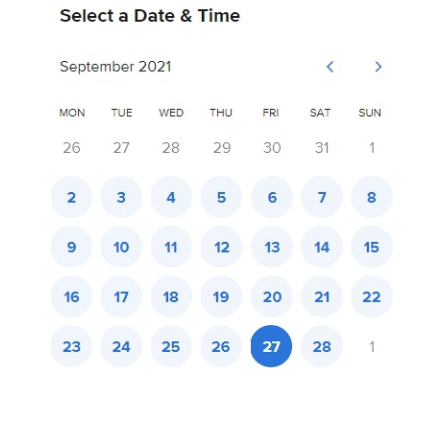 Select a Date & Time
September 2021
MON TUE WED THU FRI SAT SUN
26 27 28 29 30 31 1
2 3 4 5 6 7 8
9 10 11 12 13 14 15
16 17 18 19 20 21 22
23 24 25 26 27 28 1